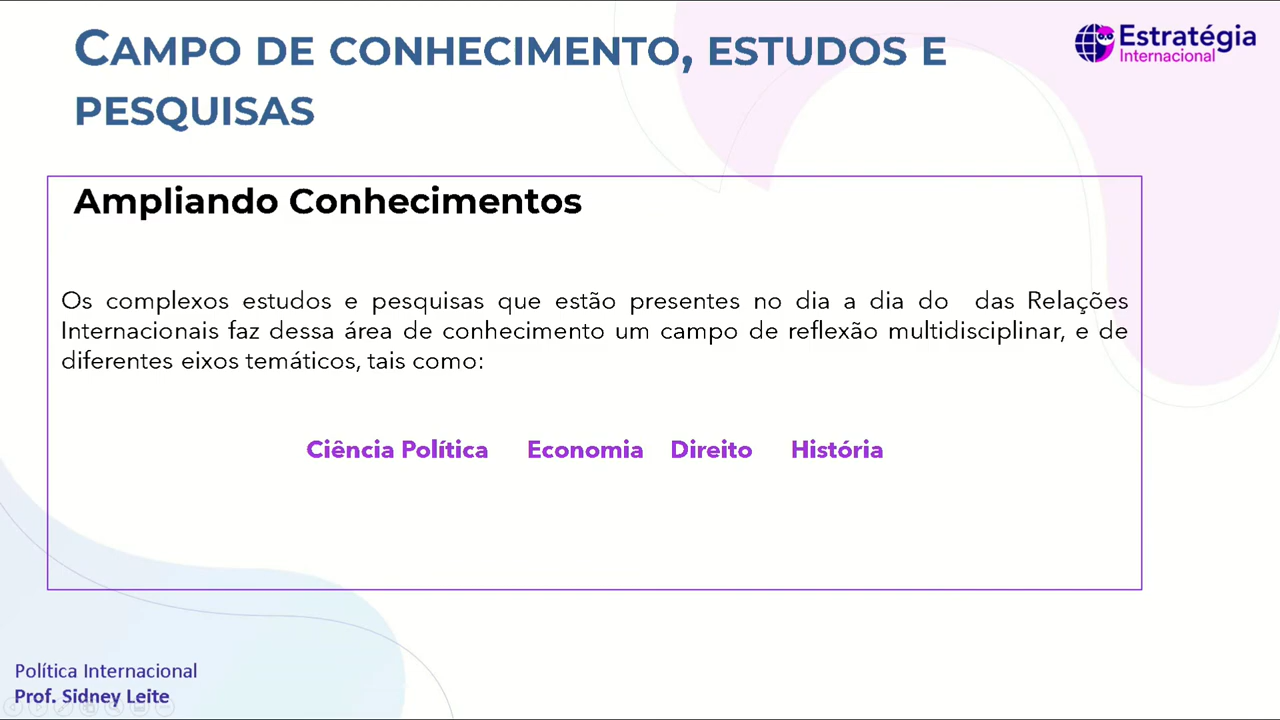 CAMPO DE CONHECIMENTO, ESTUDOS E
PESQUISAS
Estratégia
Internacional
Ampliando Conhecimentos
Os complexos estudos e pesquisas que estão presentes no dia a dia do das Relações
Internacionais faz dessa área de conhecimento um campo de reflexão multidisciplinar, e de
diferentes eixos temáticos, tais como:
Ciência Política Economia Direito História
Política Internacional
Prof. Sidney Leite